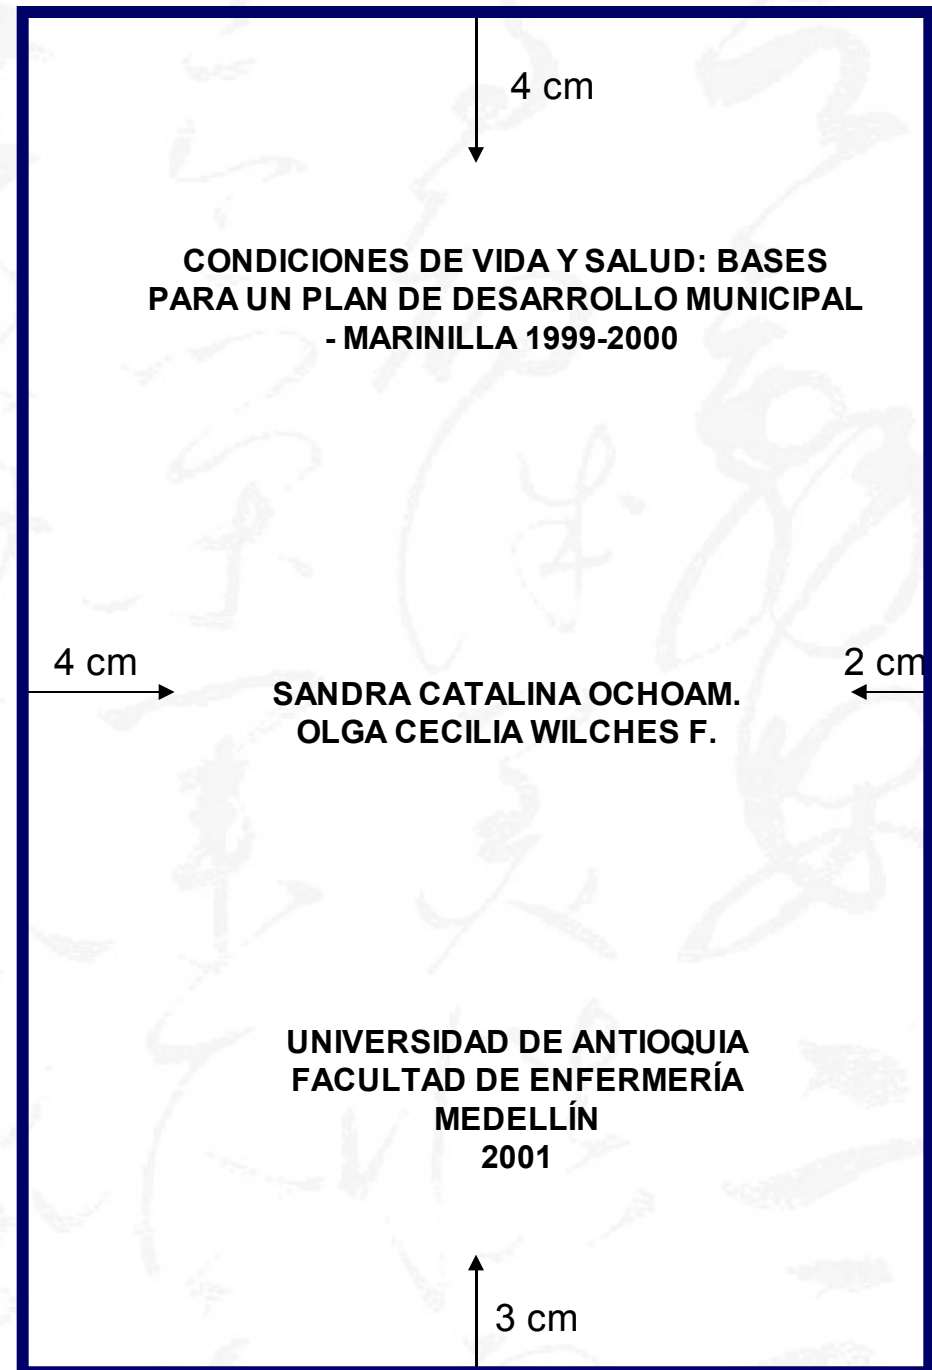 4 cm
CONDICIONES DE VIDA Y SALUD: BASES
PARA UN PLAN DE DESARROLLO MUNICIPAL
- MARINILLA 1999-2000
4 cm
2 cm
SANDRA CATALINA OCHOAM.
OLGA CECILIA WILCHES F.
UNIVERSIDAD DE ANTIOQUIA
FACULTAD DE ENFERMERÍA
MEDELLÍN
2001
3 cm